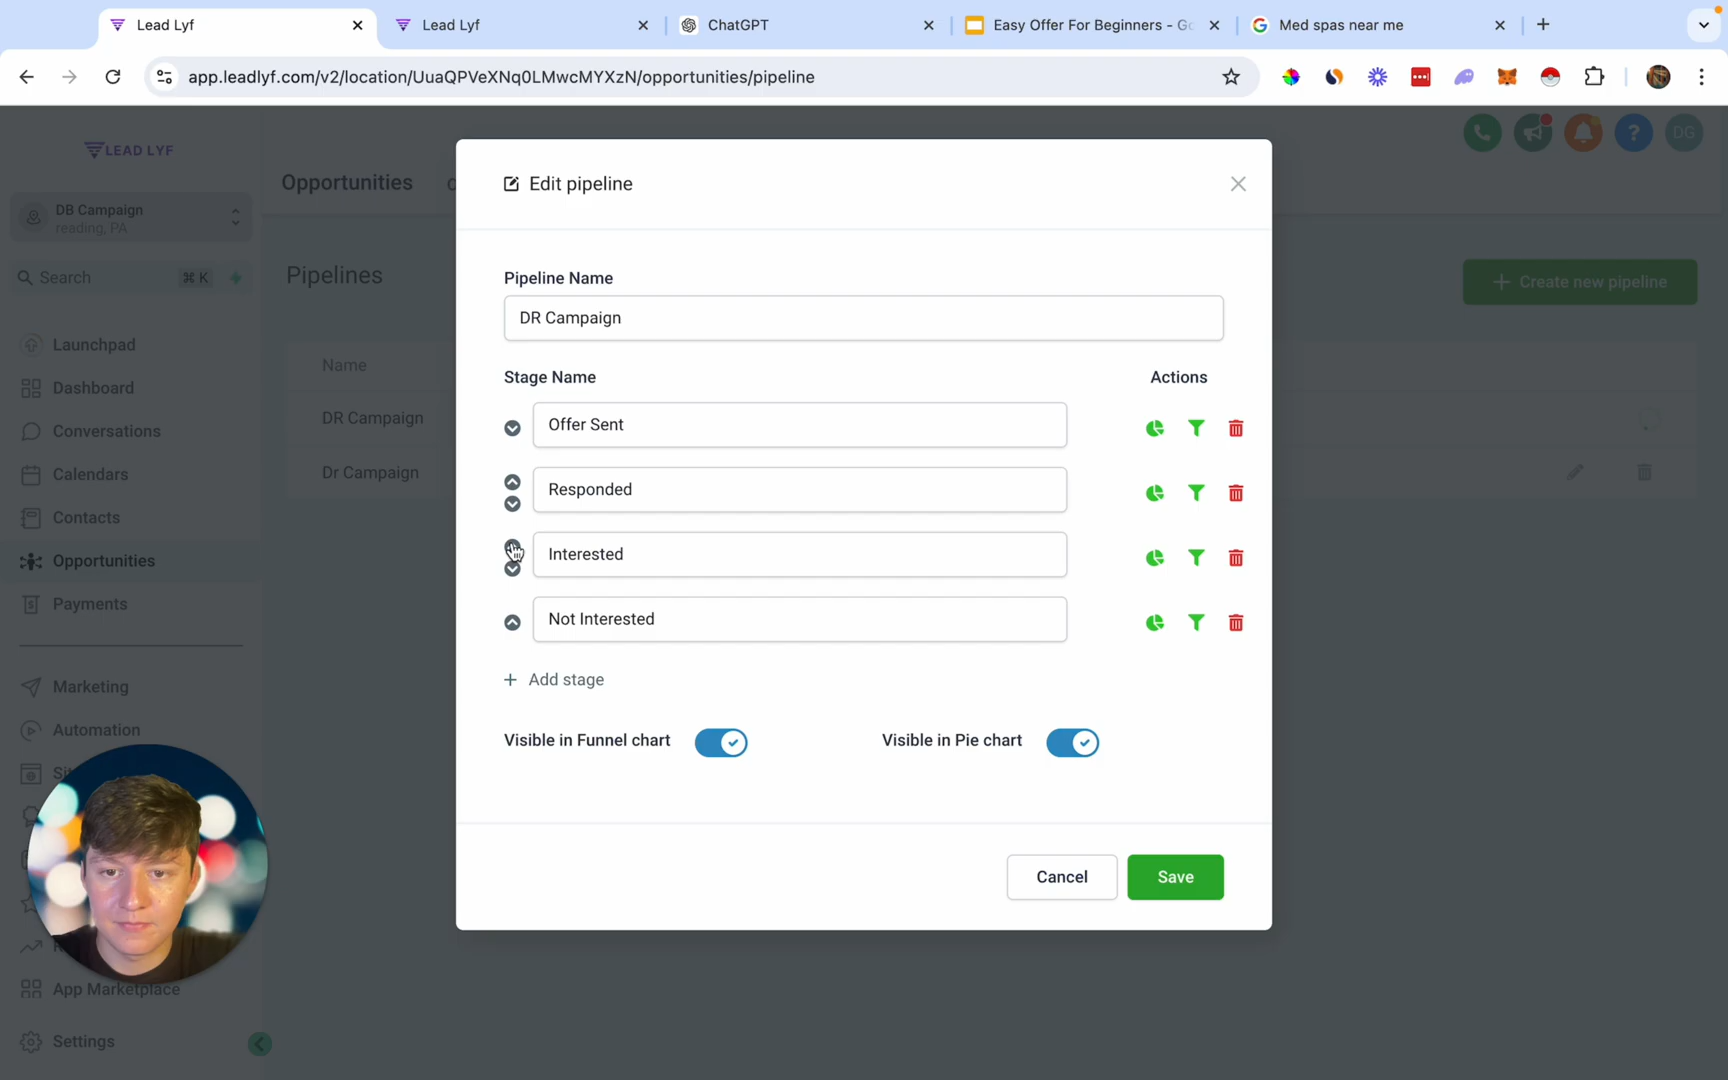 Lead Lyf
Lead Lyf
ChatGPT
Easy Offer For Beginners - Go
Med spas near me
app.leadlyf.com/v2/location/UuaQPVeXNq0LMwcMYXzN/opportunities/pipeline
LEAD LYF
Opportunities
DG
DB Campaign
reading, PA
Search
⌘ K
Pipelines
Create new pipeline
Launchpad
Dashboard
Conversations
Calendars
Contacts
Opportunities
Payments
Marketing
Automation
App Marketplace
Settings
Name
DR Campaign
Dr Campaign
Edit pipeline
Pipeline Name
DR Campaign
Stage Name
Actions
Offer Sent
Responded
Interested
Not Interested
+ Add stage
Visible in Funnel chart
Visible in Pie chart
Cancel
Save